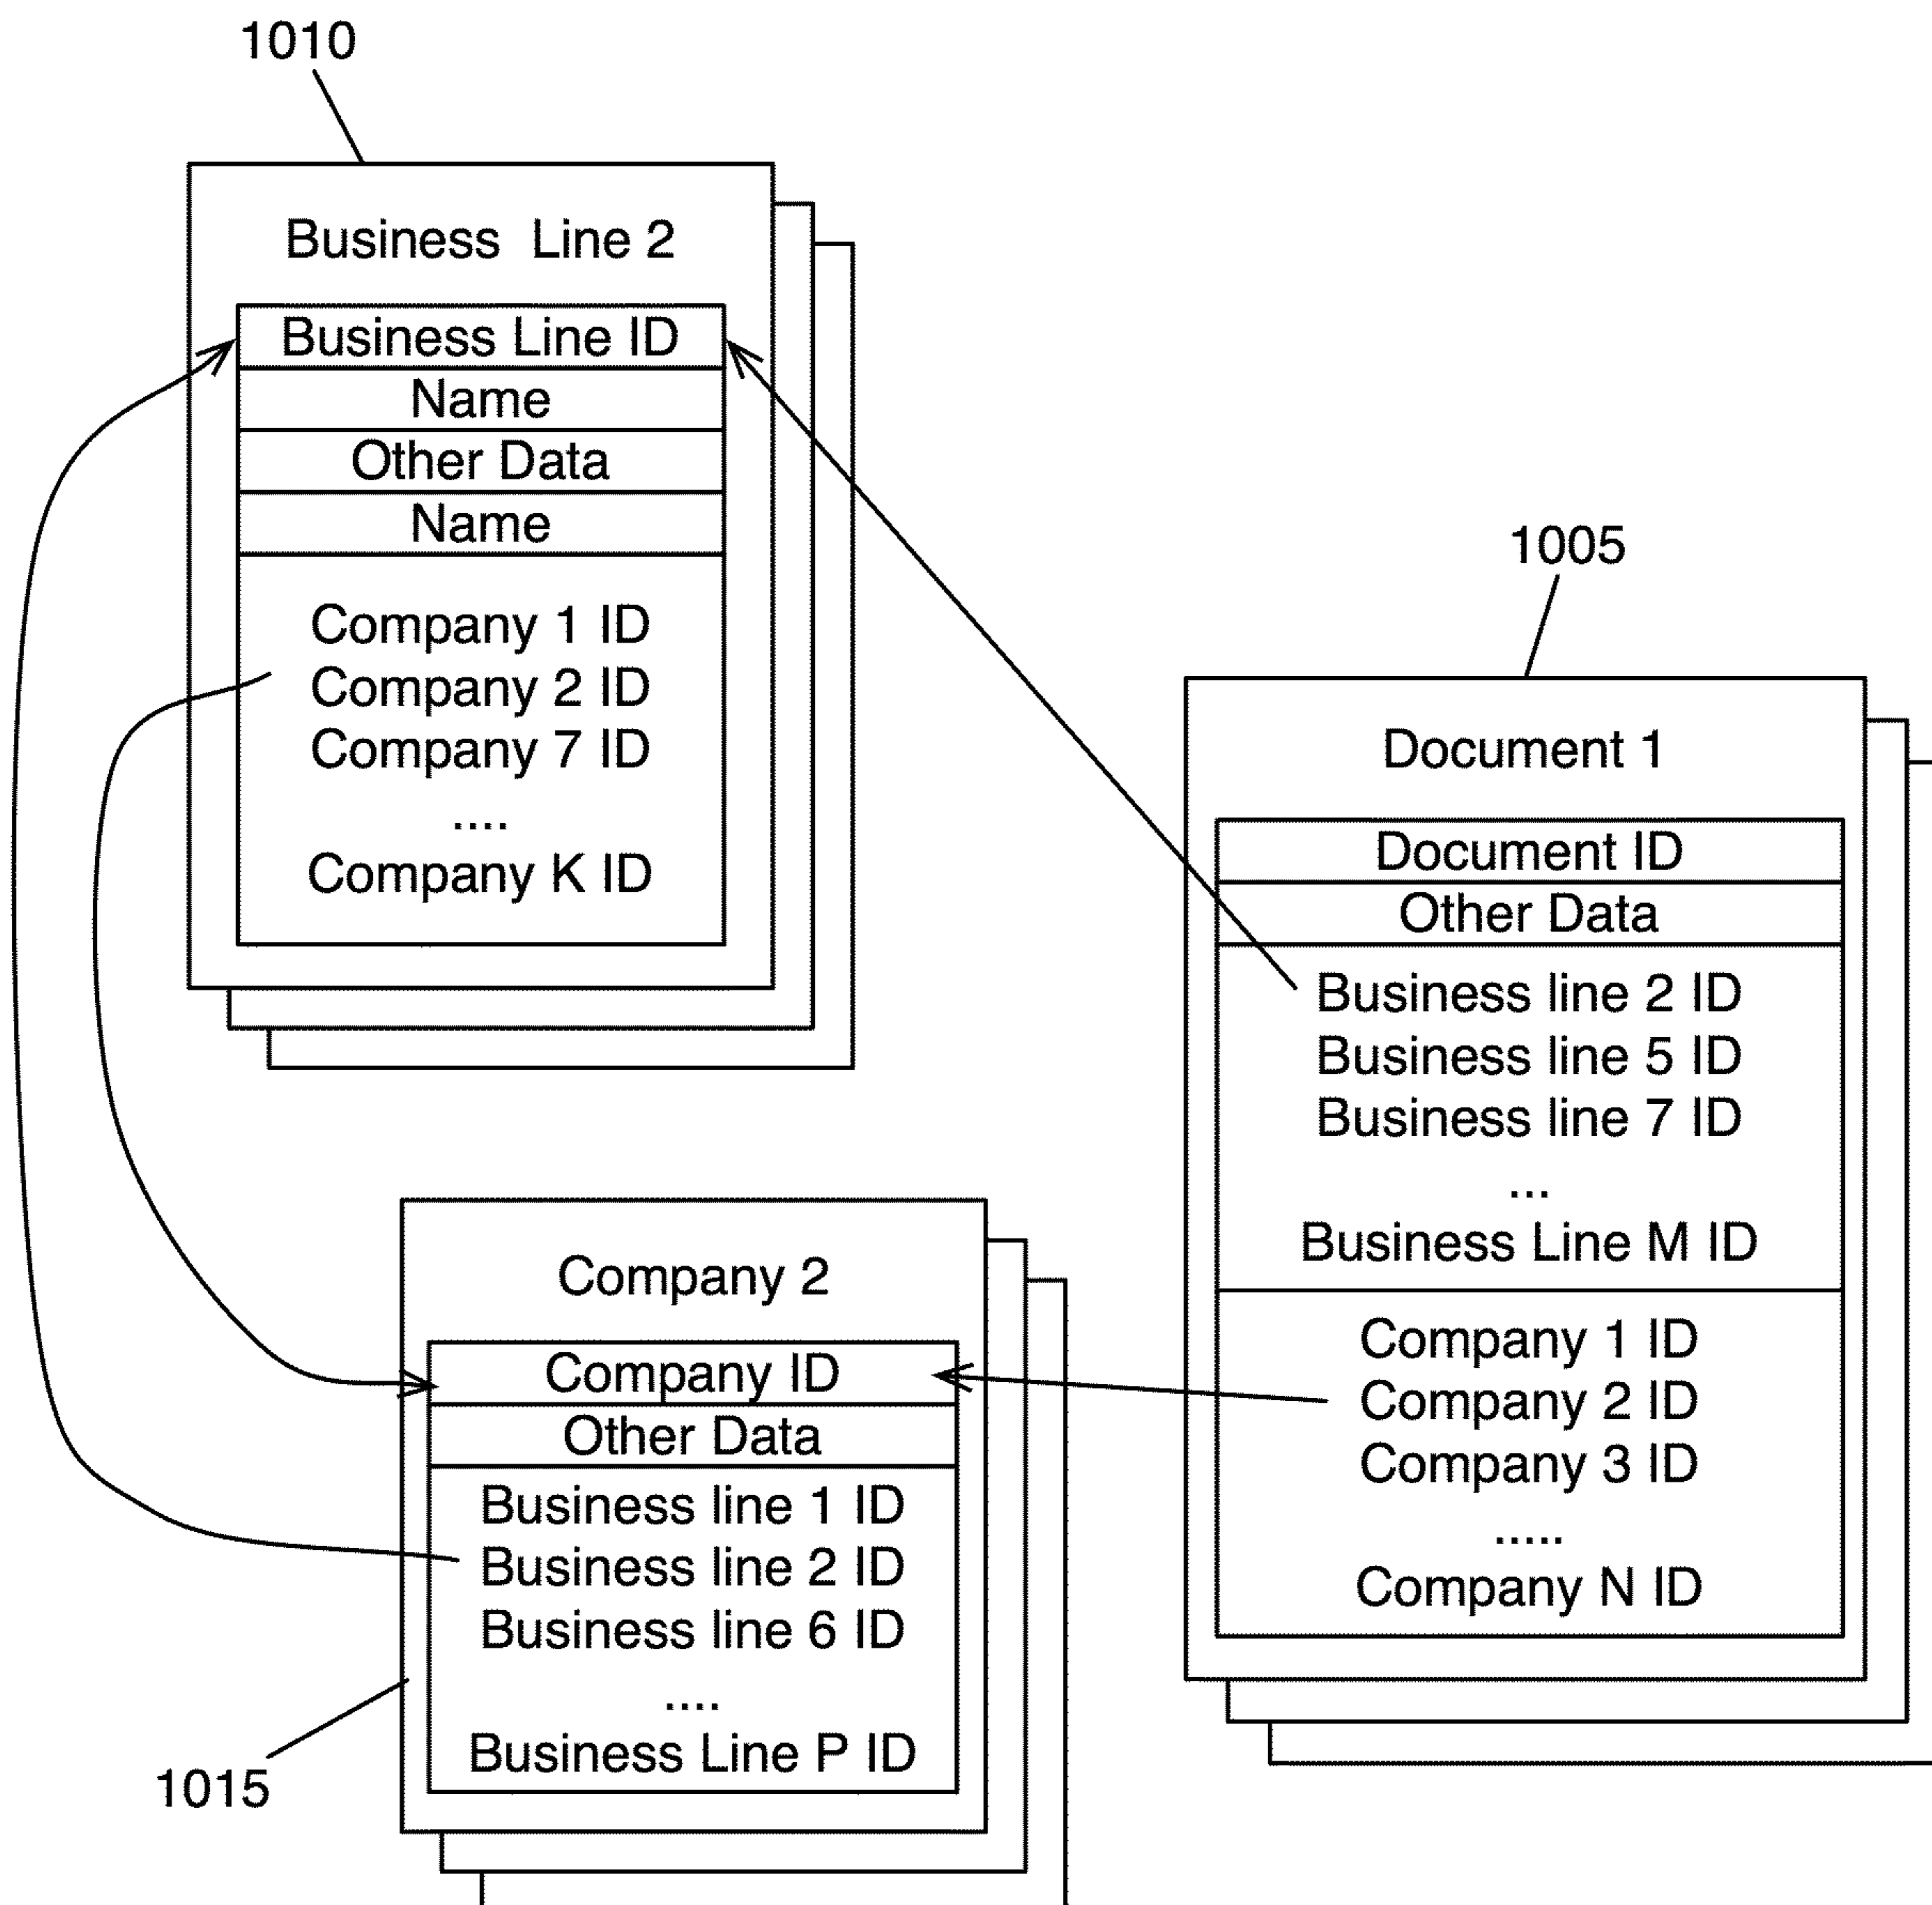 1010
Business Line 2
Business Line ID
Name
Other Data
Name
Company 1 ID
Company 2 ID
Company 7 ID
....
Company K ID
1005
Document 1
Document ID
Other Data
Business line 2 ID
Business line 5 ID
Business line 7 ID
...
Business Line M ID
Company 1 ID
Company 2 ID
Company 3 ID
.....
Company N ID
Company 2
Company ID
Other Data
Business line 1 ID
Business line 2 ID
Business line 6 ID
....
Business Line P ID
1015